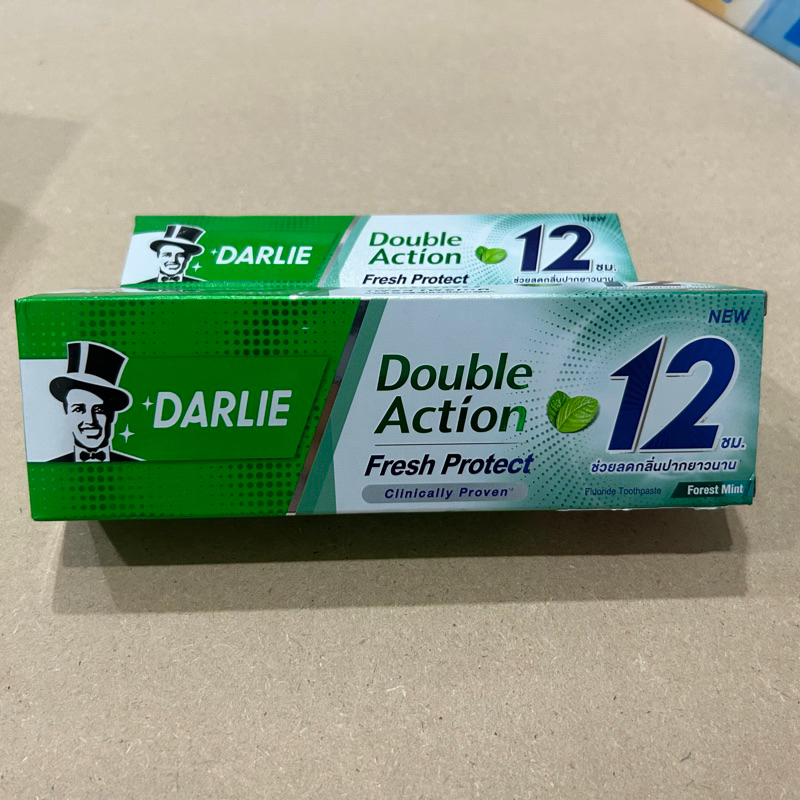 DARLIE
Double
Action
Fresh Protect
NEW
12 ชม.
ช่วยลดกลิ่นปากยาวนาน
DARLIE
Double
Action
Fresh Protect
Clinically Proven
NEW
12 ชม.
ช่วยลดกลิ่นปากยาวนาน
Fluoride Toothpaste
Forest Mint